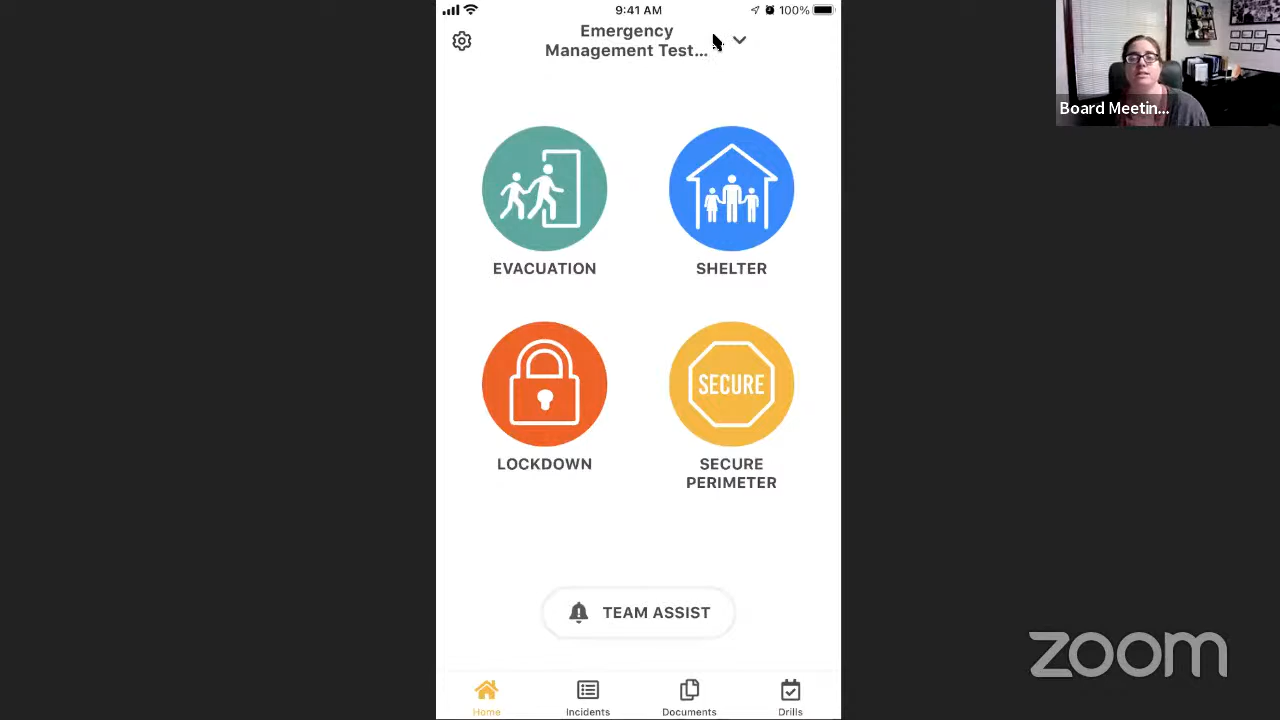 9:41 AM
100%
Emergency
Management Test...
Board Meetin...
EVACUATION
SHELTER
SECURE
LOCKDOWN
SECURE
PERIMETER
TEAM ASSIST
zoom
Home
Incidents
Documents
Drills